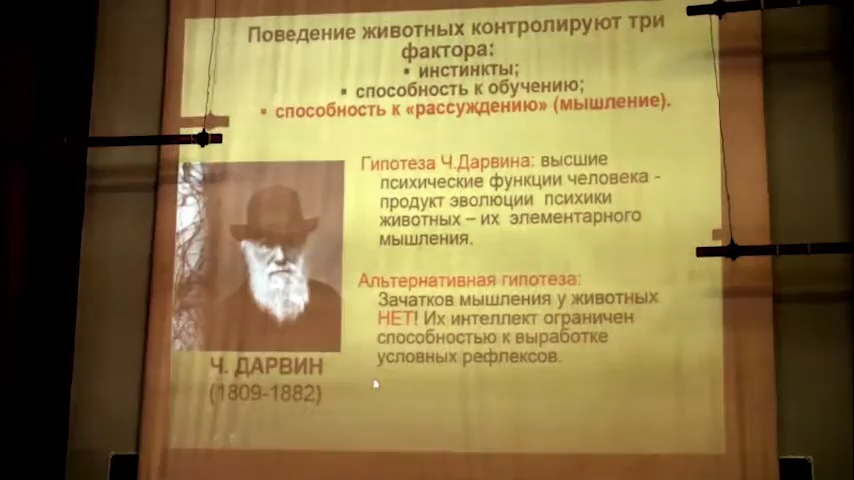 Поведение животных контролируют три
фактора:
▪ инстинкты;
▪ способность к обучению;
▪ способность к «рассуждению» (мышление).
Гипотеза Ч.Дарвина: высшие
психические функции человека -
продукт эволюции психики
животных – их элементарного
мышления.
Альтернативная гипотеза:
Зачатков мышления у животных
НЕТ! Их интеллект ограничен
способностью к выработке
условных рефлексов.
Ч. ДАРВИН
(1809-1882)